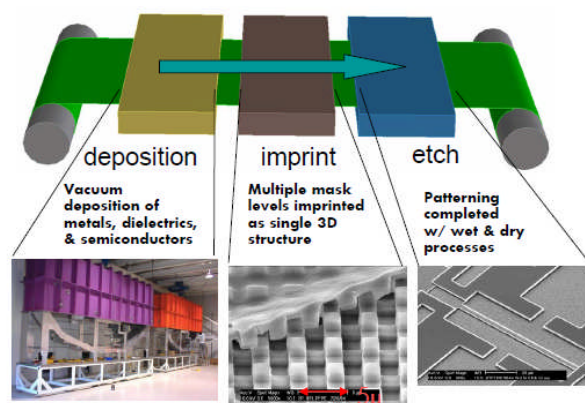 deposition
imprint
etch
Vacuum
deposition of
metals, dielectrics,
& semiconductors
Multiple mask
levels imprinted
as single 3D
structure
Patterning
completed
w/ wet & dry
processes